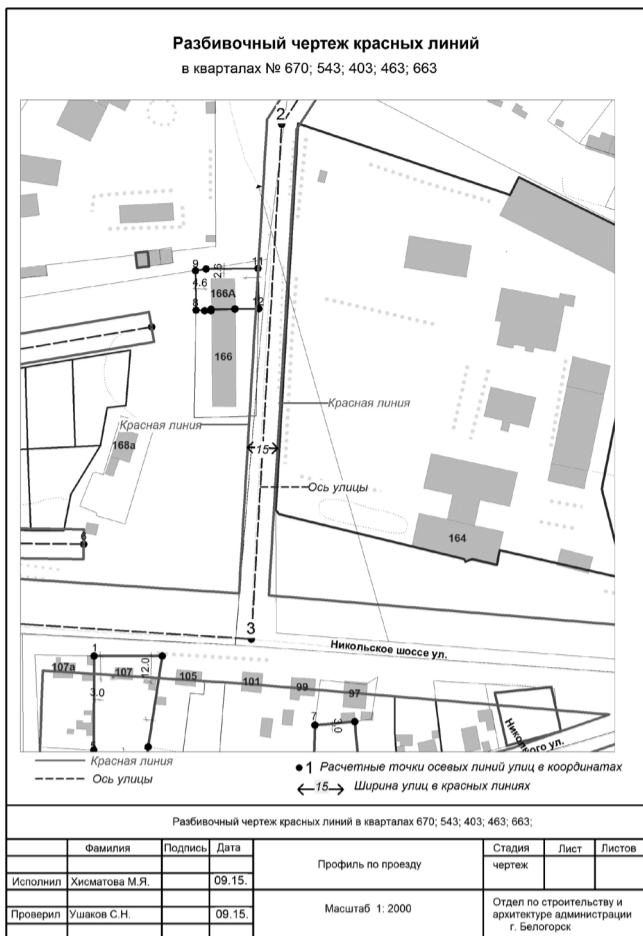 Разбивочный чертеж красных линий
в кварталах № 670; 543; 403; 463; 663
2
9
2.6
11
4.6
166А
8
12
166
Красная линия
Красная линия
168а
15
Ось улицы
164
6
3
Никольское шоссе ул.
1
107а
107
12.0
105
101
99
97
3.0
7
3.0
Никольского ул.
5
Красная линия
Ось улицы
1 Расчетные точки осевых линий улиц в координатах
15 Ширина улиц в красных линиях
Разбивочный чертеж красных линий в кварталах 670; 543; 403; 463; 663;
Фамилия Подпись Дата
Исполнил Хисматова М.Я. 09.15.
Проверил Ушаков С.Н. 09.15.
Профиль по проезду
Масштаб 1: 2000
Стадия Лист Листов
чертеж
Отдел по строительству и
архитектуре администрации
г. Белогорск